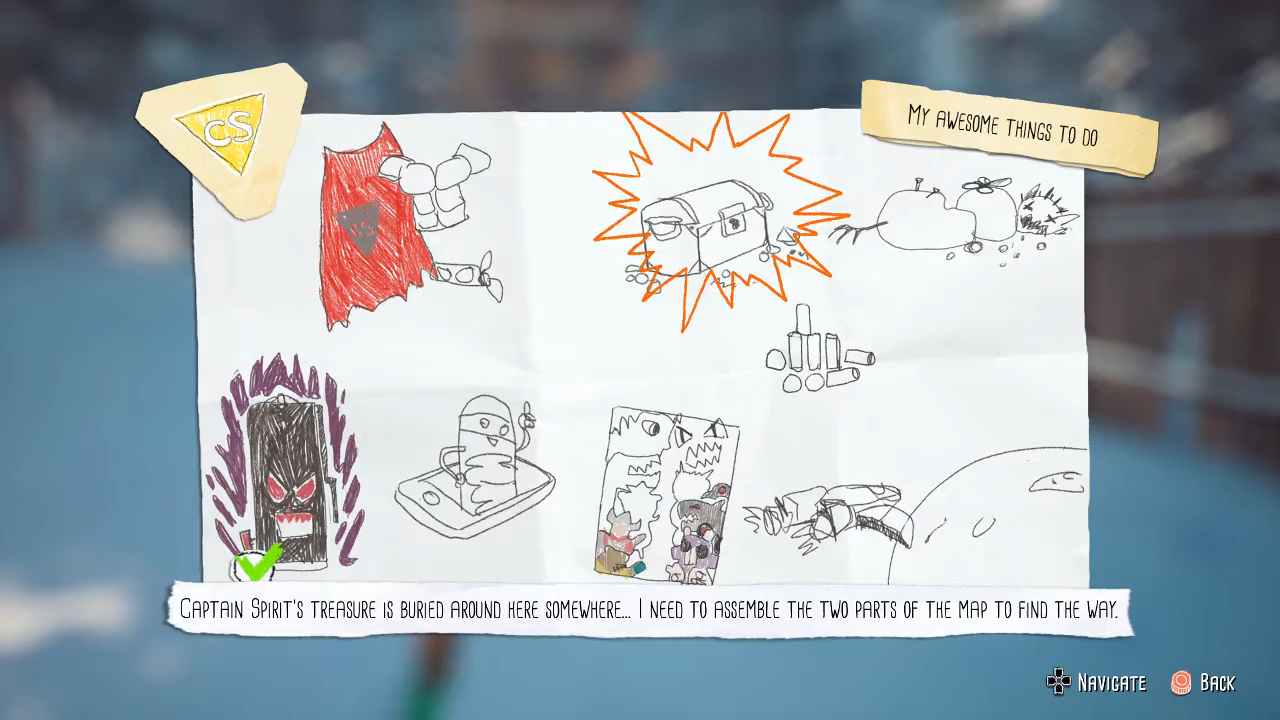 CS
My awesome things to do
Captain Spirit's treasure is buried around here somewhere... I need to assemble the two parts of the map to find the way.
Navigate
Back